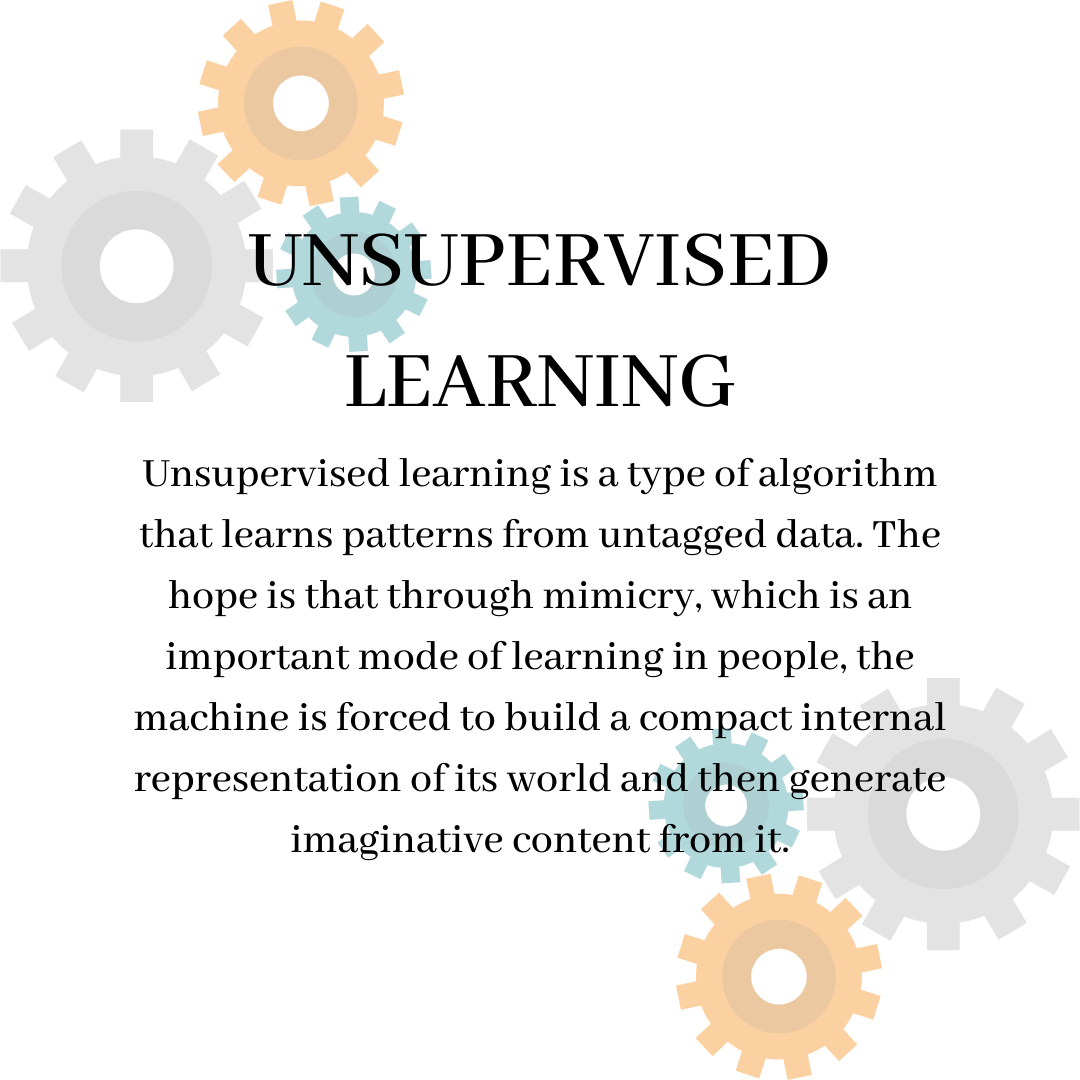 UNSUPERVISED
LEARNING
Unsupervised learning is a type of algorithm
that learns patterns from untagged data. The
hope is that through mimicry, which is an
important mode of learning in people, the
machine is forced to build a compact internal
representation of its world and then generate
imaginative content from it.